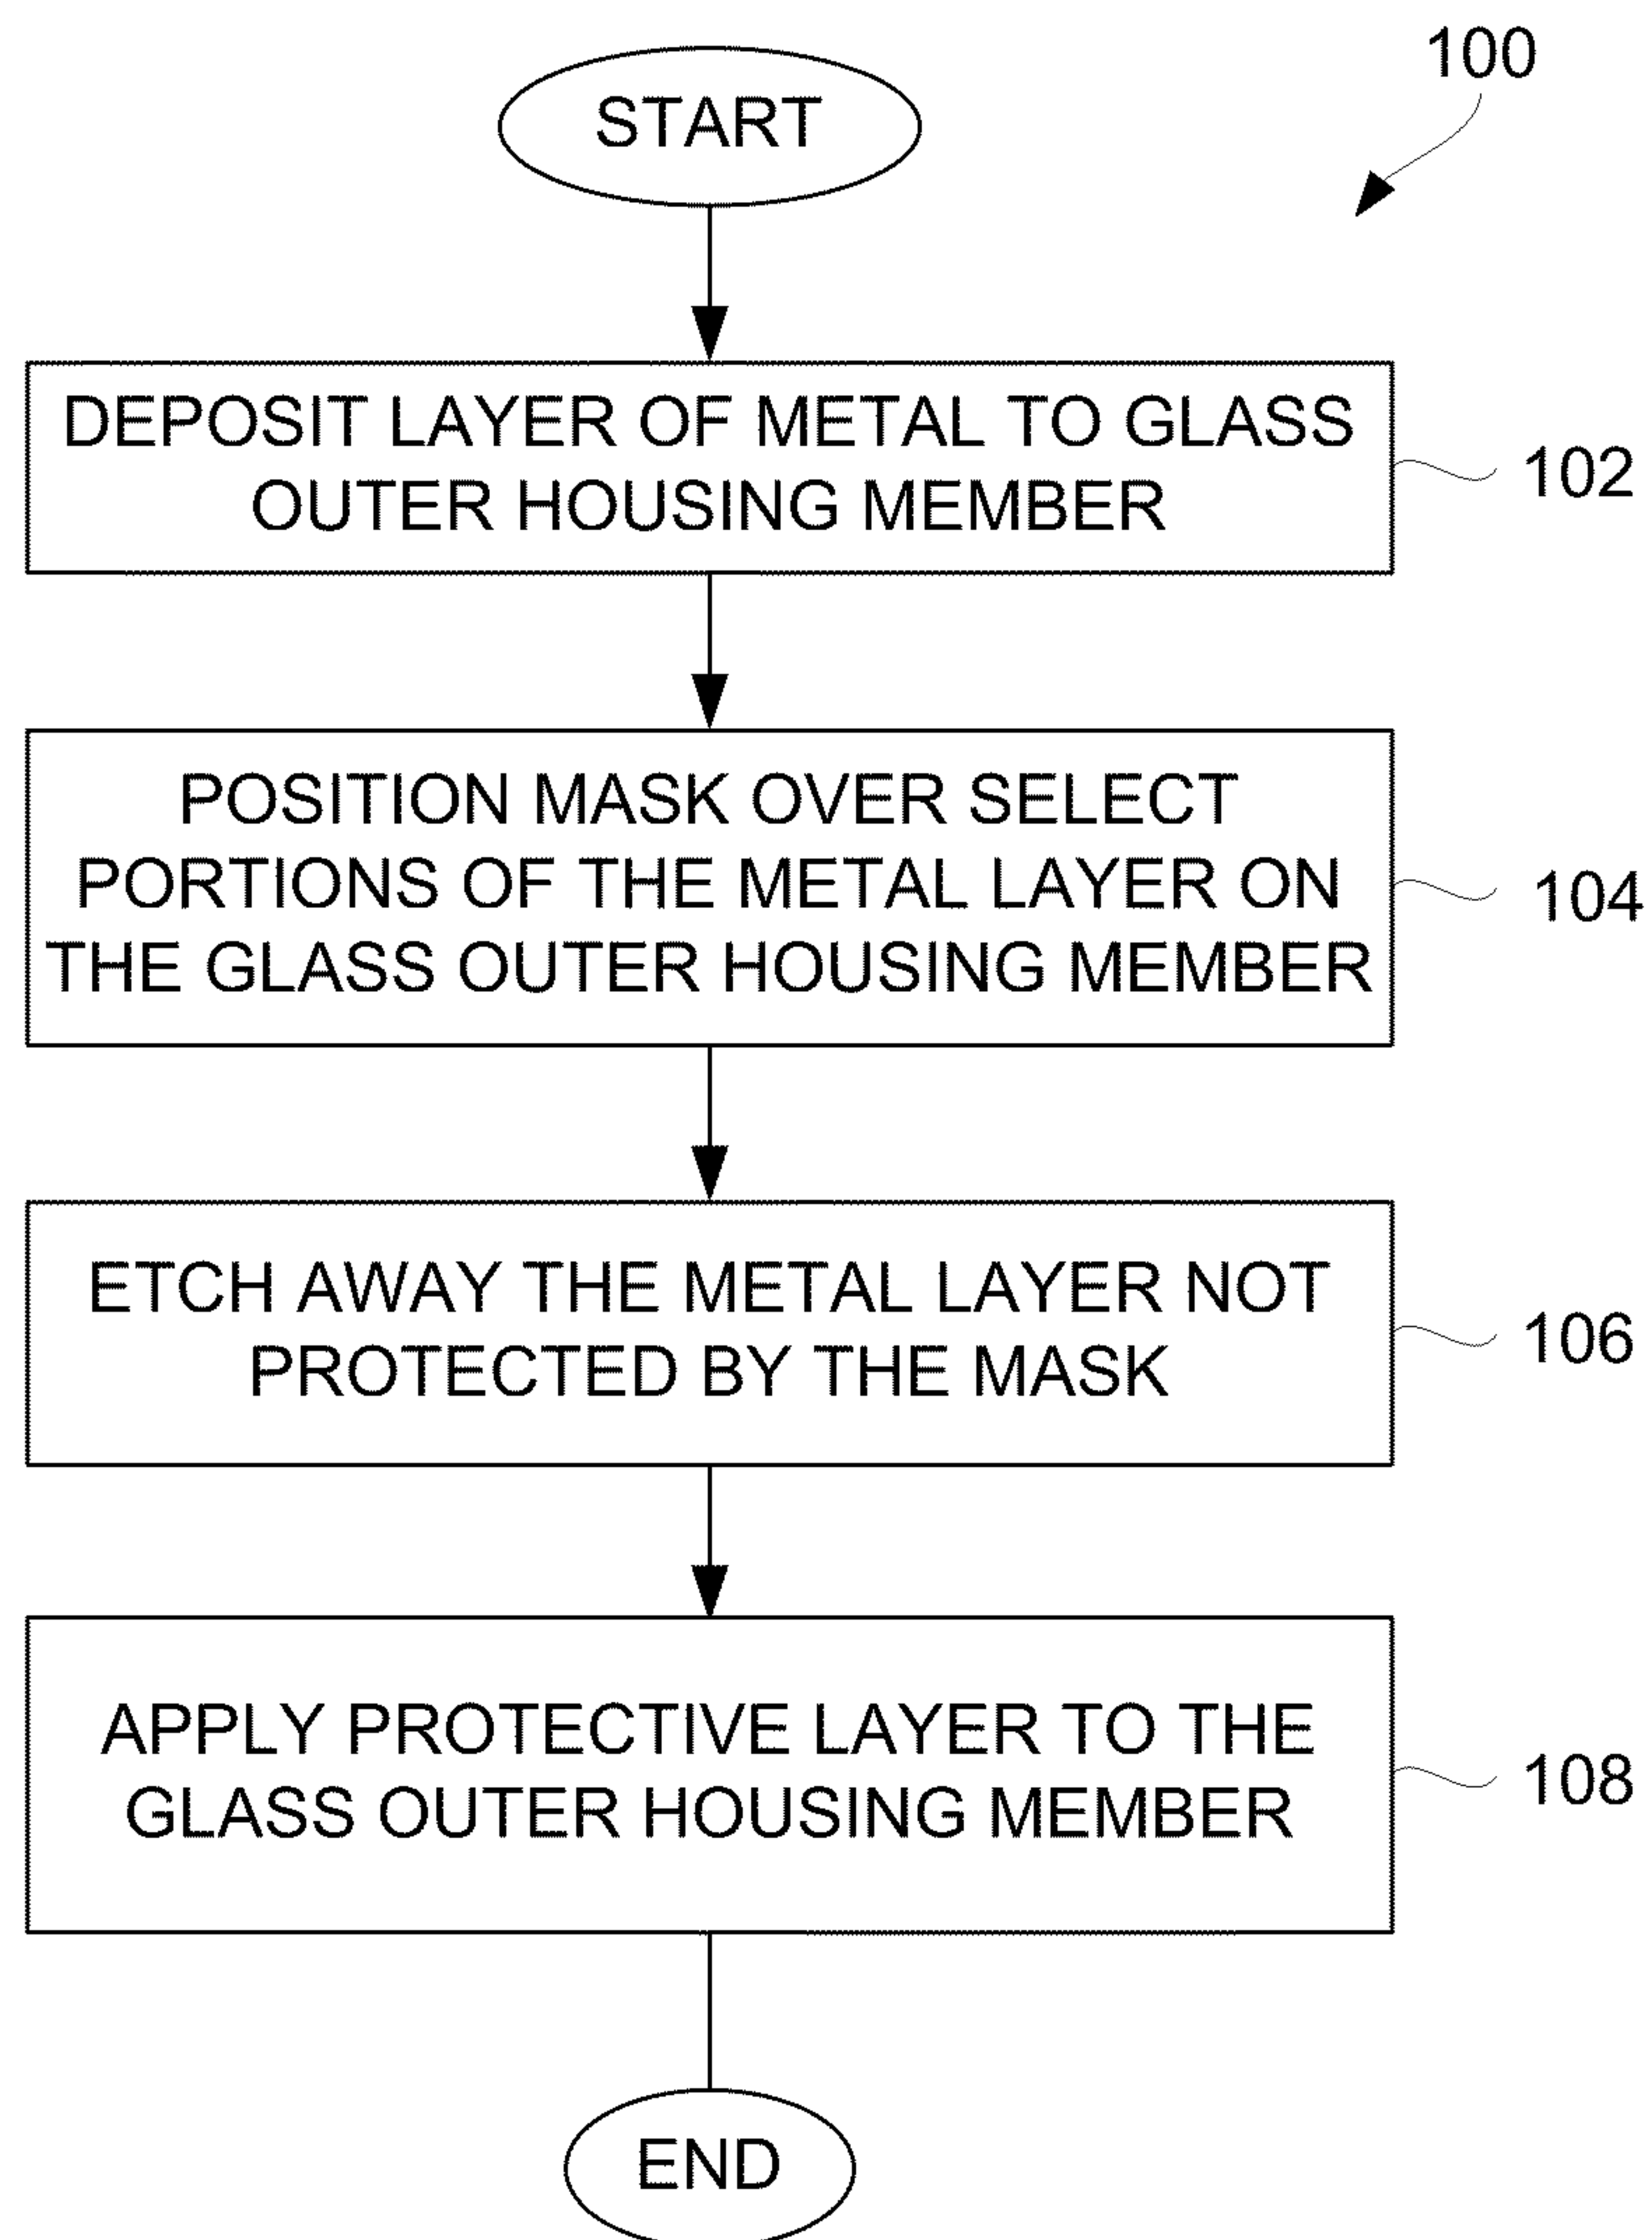 100
START
DEPOSIT LAYER OF METAL TO GLASS
OUTER HOUSING MEMBER
102
POSITION MASK OVER SELECT
PORTIONS OF THE METAL LAYER ON
THE GLASS OUTER HOUSING MEMBER
104
ETCH AWAY THE METAL LAYER NOT
PROTECTED BY THE MASK
106
APPLY PROTECTIVE LAYER TO THE
GLASS OUTER HOUSING MEMBER
108
END